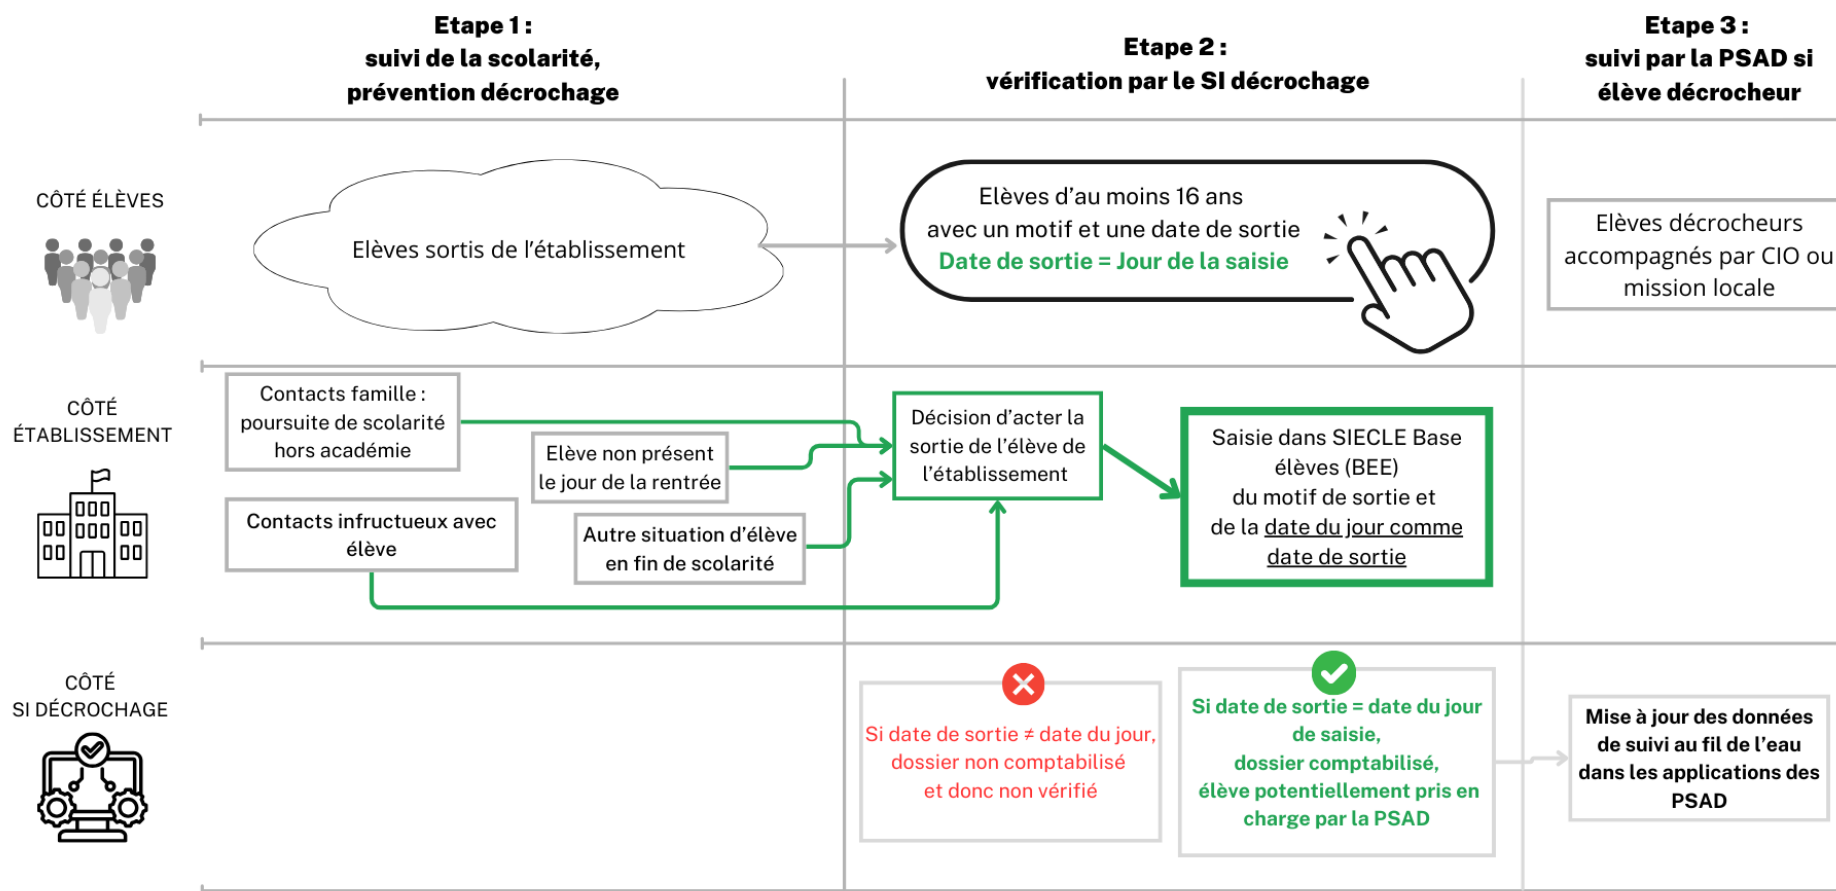 Etape 1 :
suivi de la scolarité,
prévention décrochage
Etape 2 :
vérification par le SI décrochage
Etape 3 :
suivi par la PSAD si
élève décrocheur
CÔTÉ ÉLÈVES
Elèves sortis de l’établissement
Elèves d’au moins 16 ans
avec un motif et une date de sortie
Date de sortie = Jour de la saisie
Elèves décrocheurs
accompagnés par CIO ou
mission locale
CÔTÉ
ÉTABLISSEMENT
Contacts famille :
poursuite de scolarité
hors académie
Elève non présent
le jour de la rentrée
Contacts infructueux avec
élève
Autre situation d’élève
en fin de scolarité
Décision d’acter la
sortie de l’élève de
l’établissement
Saisie dans SIECLE Base
élèves (BEE)
du motif de sortie et
de la date du jour comme
date de sortie
CÔTÉ
SI DÉCROCHAGE
Si date de sortie ≠ date du jour,
dossier non comptabilisé
et donc non vérifié
Si date de sortie = date du jour
de saisie,
dossier comptabilisé,
élève potentiellement pris en
charge par la PSAD
Mise à jour des données
de suivi au fil de l’eau
dans les applications des
PSAD